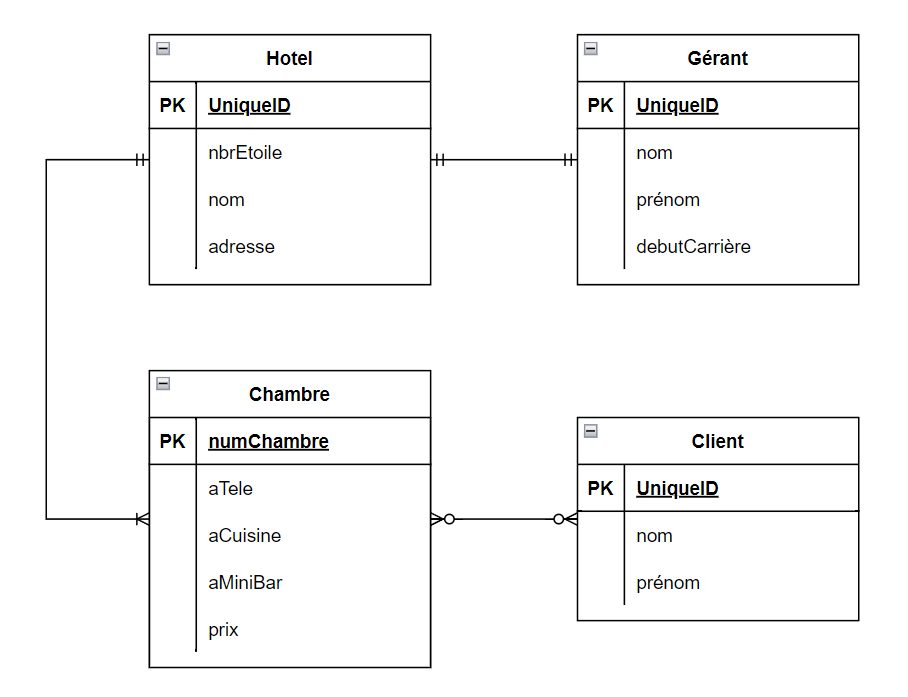 Hotel
PK UniqueID
nbrEtoile
nom
adresse
Gérant
PK UniqueID
nom
prénom
debutCarrière
Chambre
PK numChambre
aTele
aCuisine
aMiniBar
prix
Client
PK UniqueID
nom
prénom